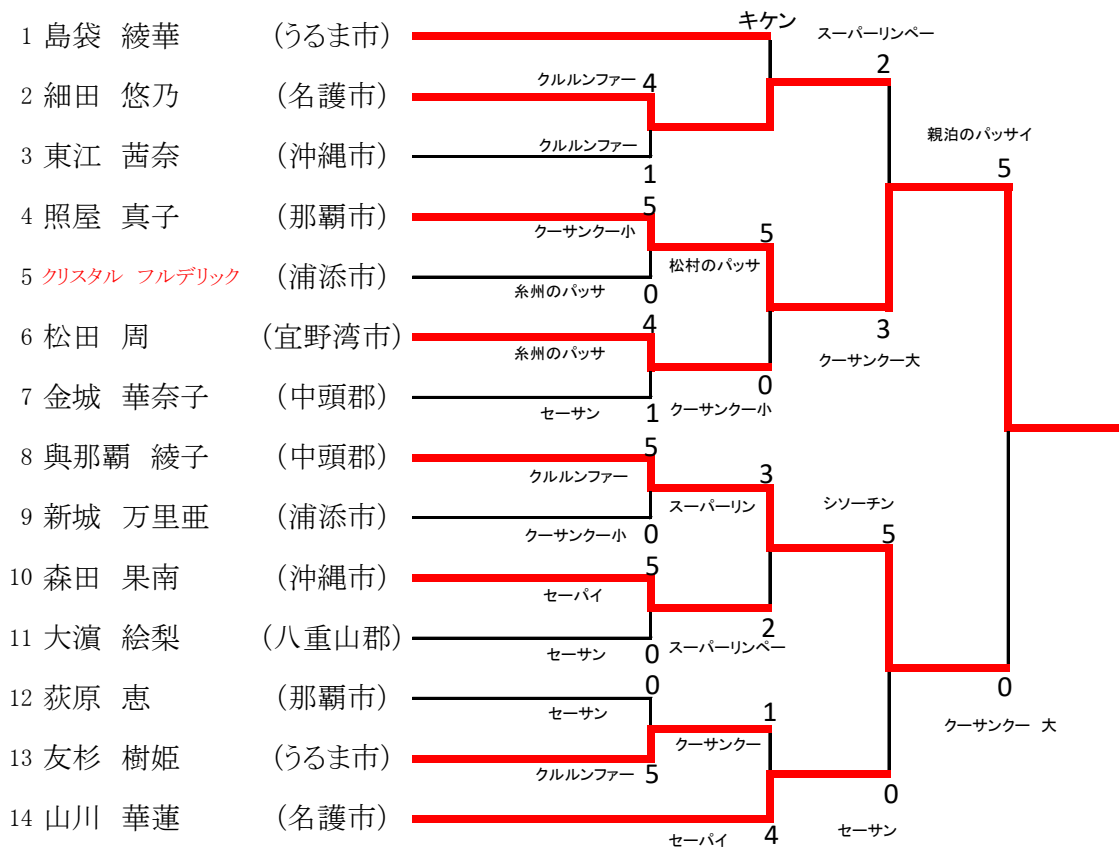 キケン
1 島袋 綾華 (うるま市)
スーパーリンペー
2
2 細田 悠乃 (名護市)
クルルンファー 4
3 東江 茜奈 (沖縄市)
クルルンファー
1
親泊のパッサイ
5
4 照屋 真子 (那覇市)
5
クーサンクー小
5
松村のパッサ
5 クリスタル フルデリック (浦添市)
糸州のパッサ 0
6 松田 周 (宜野湾市)
4
糸州のパッサ
3
クーサンクー大
0
7 金城 華奈子 (中頭郡)
セーサン 1
クーサンクー小
8 與那覇 綾子 (中頭郡)
5
クルルンファー
3
スーパーリン
シソーチン
5
9 新城 万里亜 (浦添市)
クーサンクー小 0
10 森田 果南 (沖縄市)
5
セーパイ
2
11 大濵 絵梨 (八重山郡)
セーサン 0
スーパーリンペー
0
12 荻原 恵 (那覇市)
0
セーサン
1
クーサンクー
クーサンクー 大
13 友杉 樹姫 (うるま市)
クルルンファー 5
0
14 山川 華蓮 (名護市)
セーパイ 4
セーサン